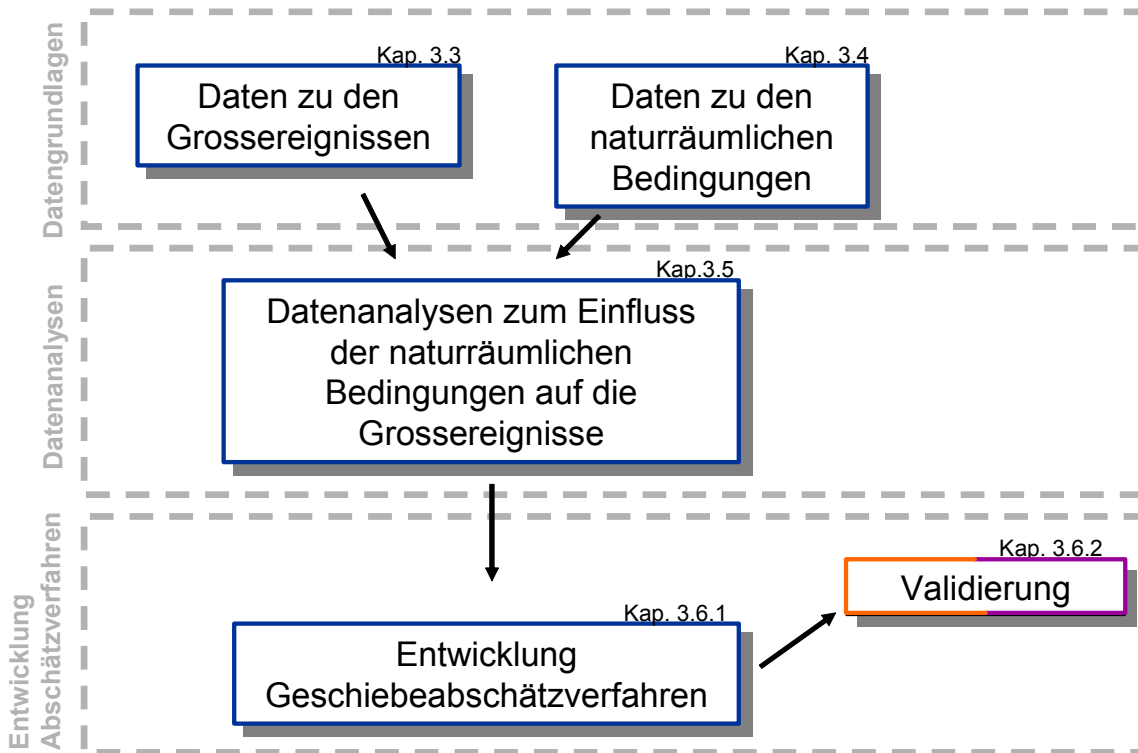 Datengrundlagen
Kap. 3.3
Daten zu den
Grossereignissen
Kap. 3.4
Daten zu den
naturräumlichen
Bedingungen
Datenanalysen
Kap.3.5
Datenanalysen zum Einfluss
der naturräumlichen
Bedingungen auf die
Grossereignisse
Entwicklung
Abschätzverfahren
Kap. 3.6.1
Entwicklung
Geschiebeabschätzverfahren
Kap. 3.6.2
Validierung